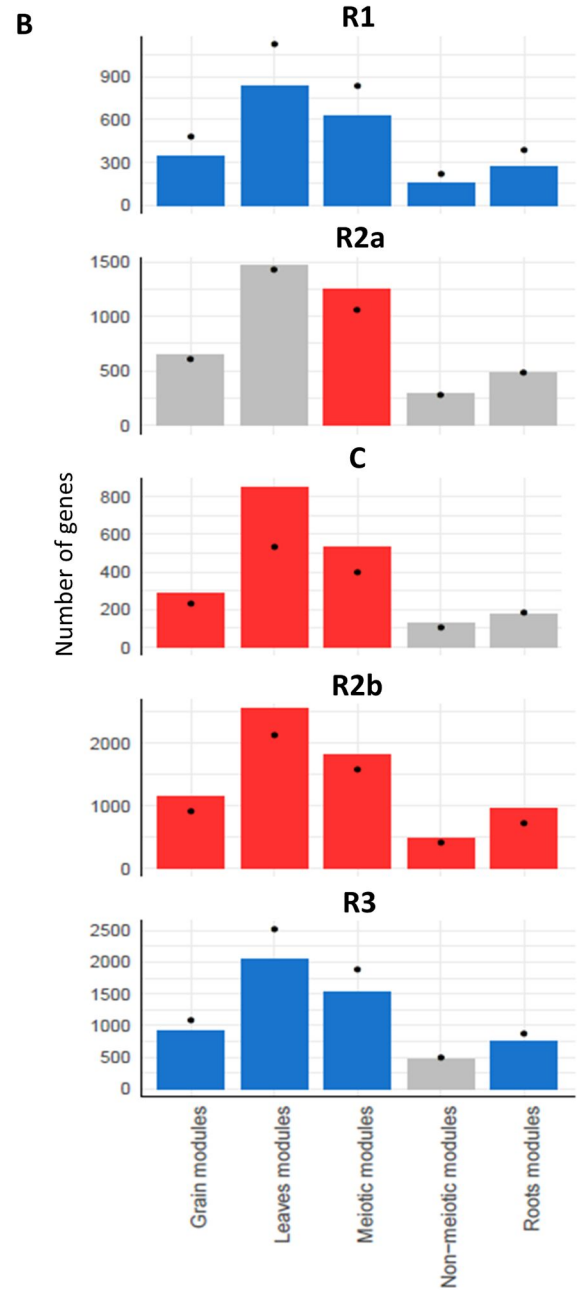 B
R1
900
600
300
0
R2a
1500
1000
500
0
C
Number of genes
800
600
400
200
0
R2b
2000
1000
0
R3
2500
2000
1500
1000
500
0
Grain modules
Leaves modules
Meiotic modules
Non−meiotic modules
Roots modules